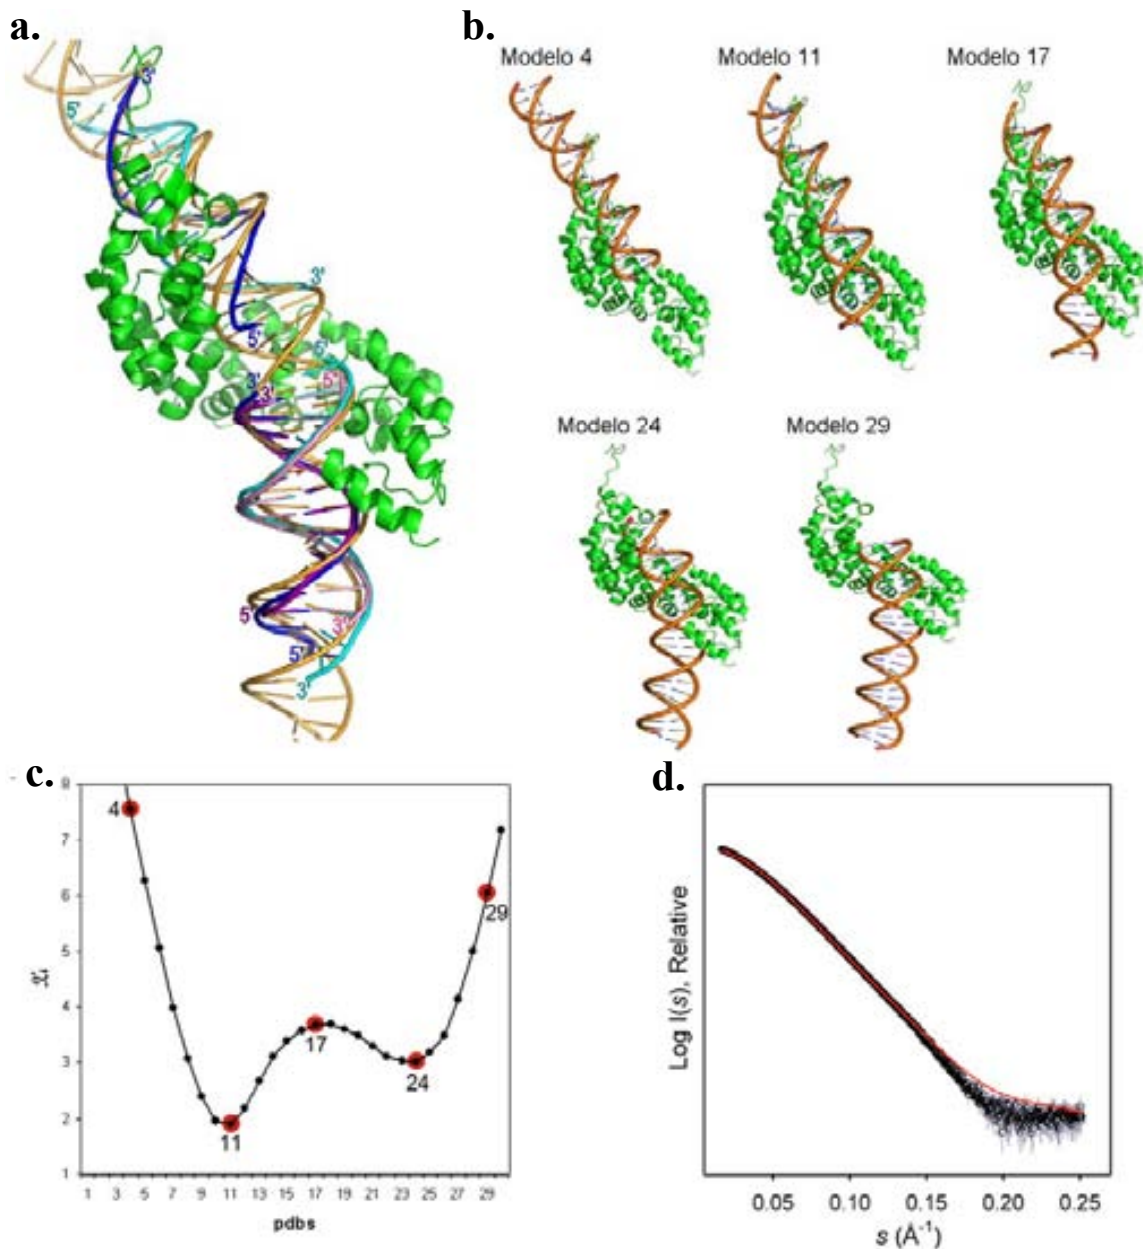 a.
b.
Modelo 4
Modelo 11
Modelo 17
3'
5'
3'
5'
5'
5'
3'
3'
Modelo 24
Modelo 29
5'
3'
5'
3'
c.
d.
9
8
7
6
5
4
3
2
1
4
11
17
24
29
1 3 5 7 9 11 13 15 17 19 21 23 25 27 29
pdbs
Log I(s), Relative
0.05 0.10 0.15 0.20 0.25
s (Å⁻¹)